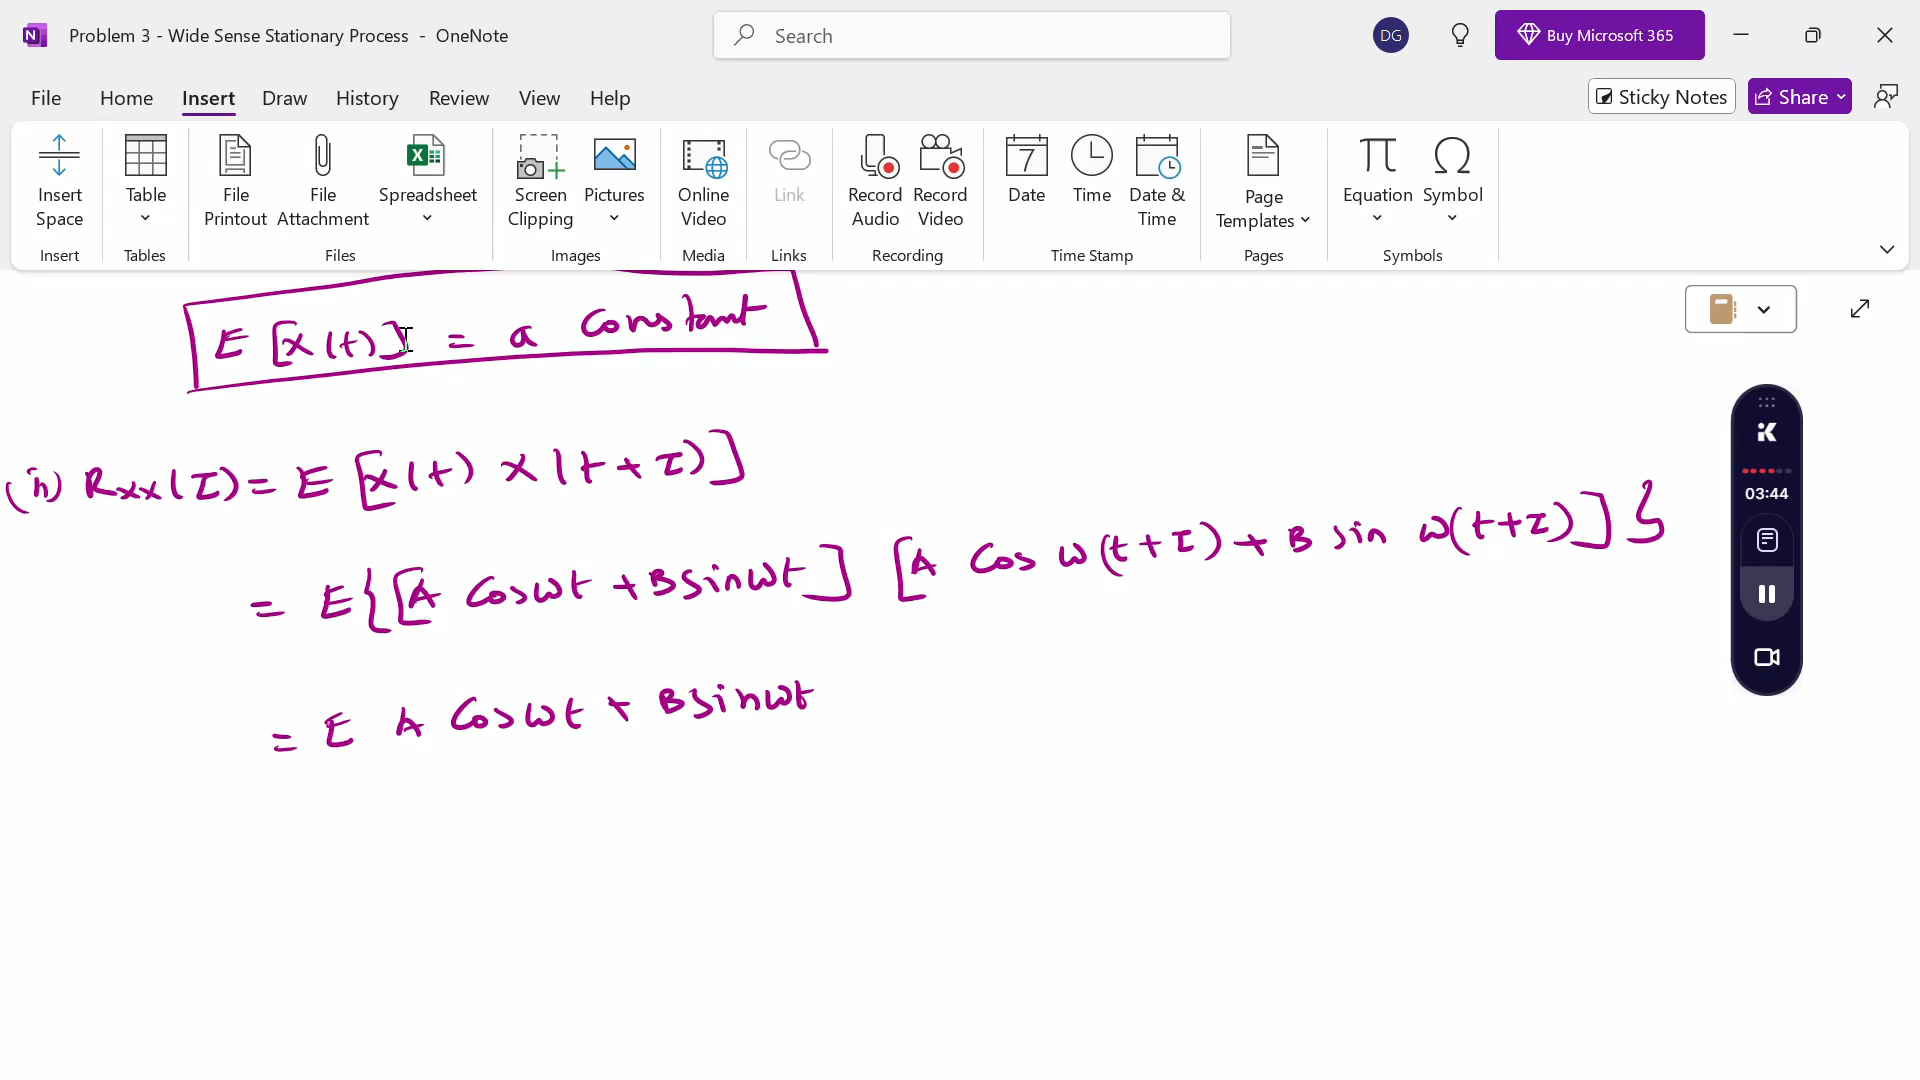 Problem 3 - Wide Sense Stationary Process - OneNote
Search
DG
Buy Microsoft 365
File Home Insert Draw History Review View Help
Sticky Notes
Share
Insert Space
Table
File Printout
File Attachment
Spreadsheet
Screen Clipping
Pictures
Online Video
Link
Record Audio
Record Video
7
Date
Time
Date & Time
Page Templates
Equation
Symbol
Insert Tables Files Images Media Links Recording Time Stamp Pages Symbols
E [X(t)] = a constant
(ii) Rxx(τ) = E [X(t) X(t+τ)]
= E{[A Cosωt + B sinωt] [A Cos ω(t+τ) + B sin ω(t+τ)]}
= E A Cosωt + B sinωt
03:44